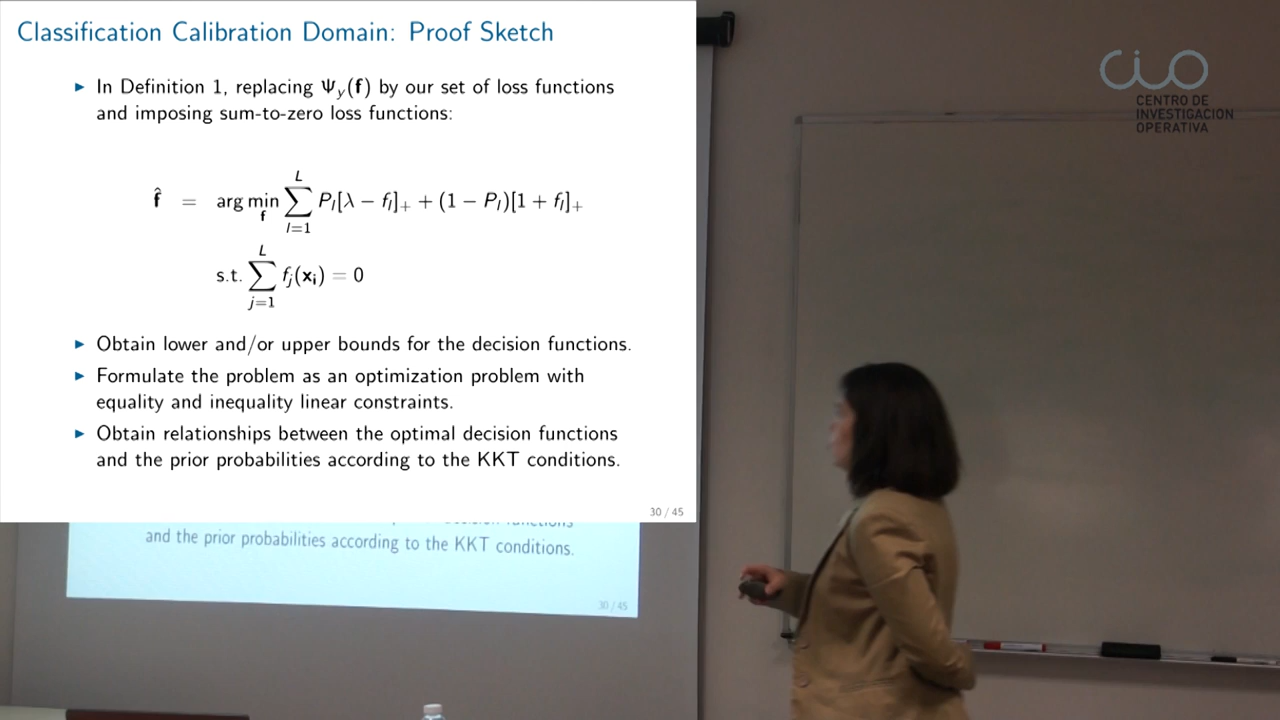 Classification Calibration Domain: Proof Sketch
▶ In Definition 1, replacing Ψ_y(f) by our set of loss functions
and imposing sum-to-zero loss functions:
f̂ = arg min_f ∑_{l=1}^{L} P_l[λ − f_l]_+ + (1 − P_l)[1 + f_l]_+
s.t. ∑_{j=1}^{L} f_j(x_i) = 0
▶ Obtain lower and/or upper bounds for the decision functions.
▶ Formulate the problem as an optimization problem with
equality and inequality linear constraints.
▶ Obtain relationships between the optimal decision functions
and the prior probabilities according to the KKT conditions.
30 / 45
and the prior probabilities according to the KKT conditions.
30 / 45
CIO
CENTRO DE
INVESTIGACION
OPERATIVA